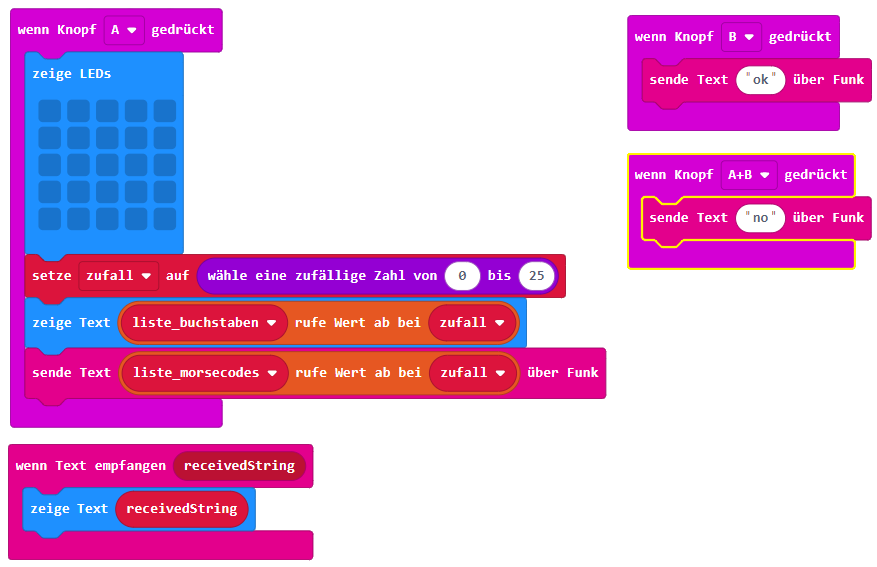 wenn Knopf A gedrückt
zeige LEDs
setze zufall auf wähle eine zufällige Zahl von 0 bis 25
zeige Text liste_buchstaben rufe Wert ab bei zufall
sende Text liste_morsecodes rufe Wert ab bei zufall über Funk
wenn Text empfangen receivedString
zeige Text receivedString
wenn Knopf B gedrückt
sende Text "ok" über Funk
wenn Knopf A+B gedrückt
sende Text "no" über Funk